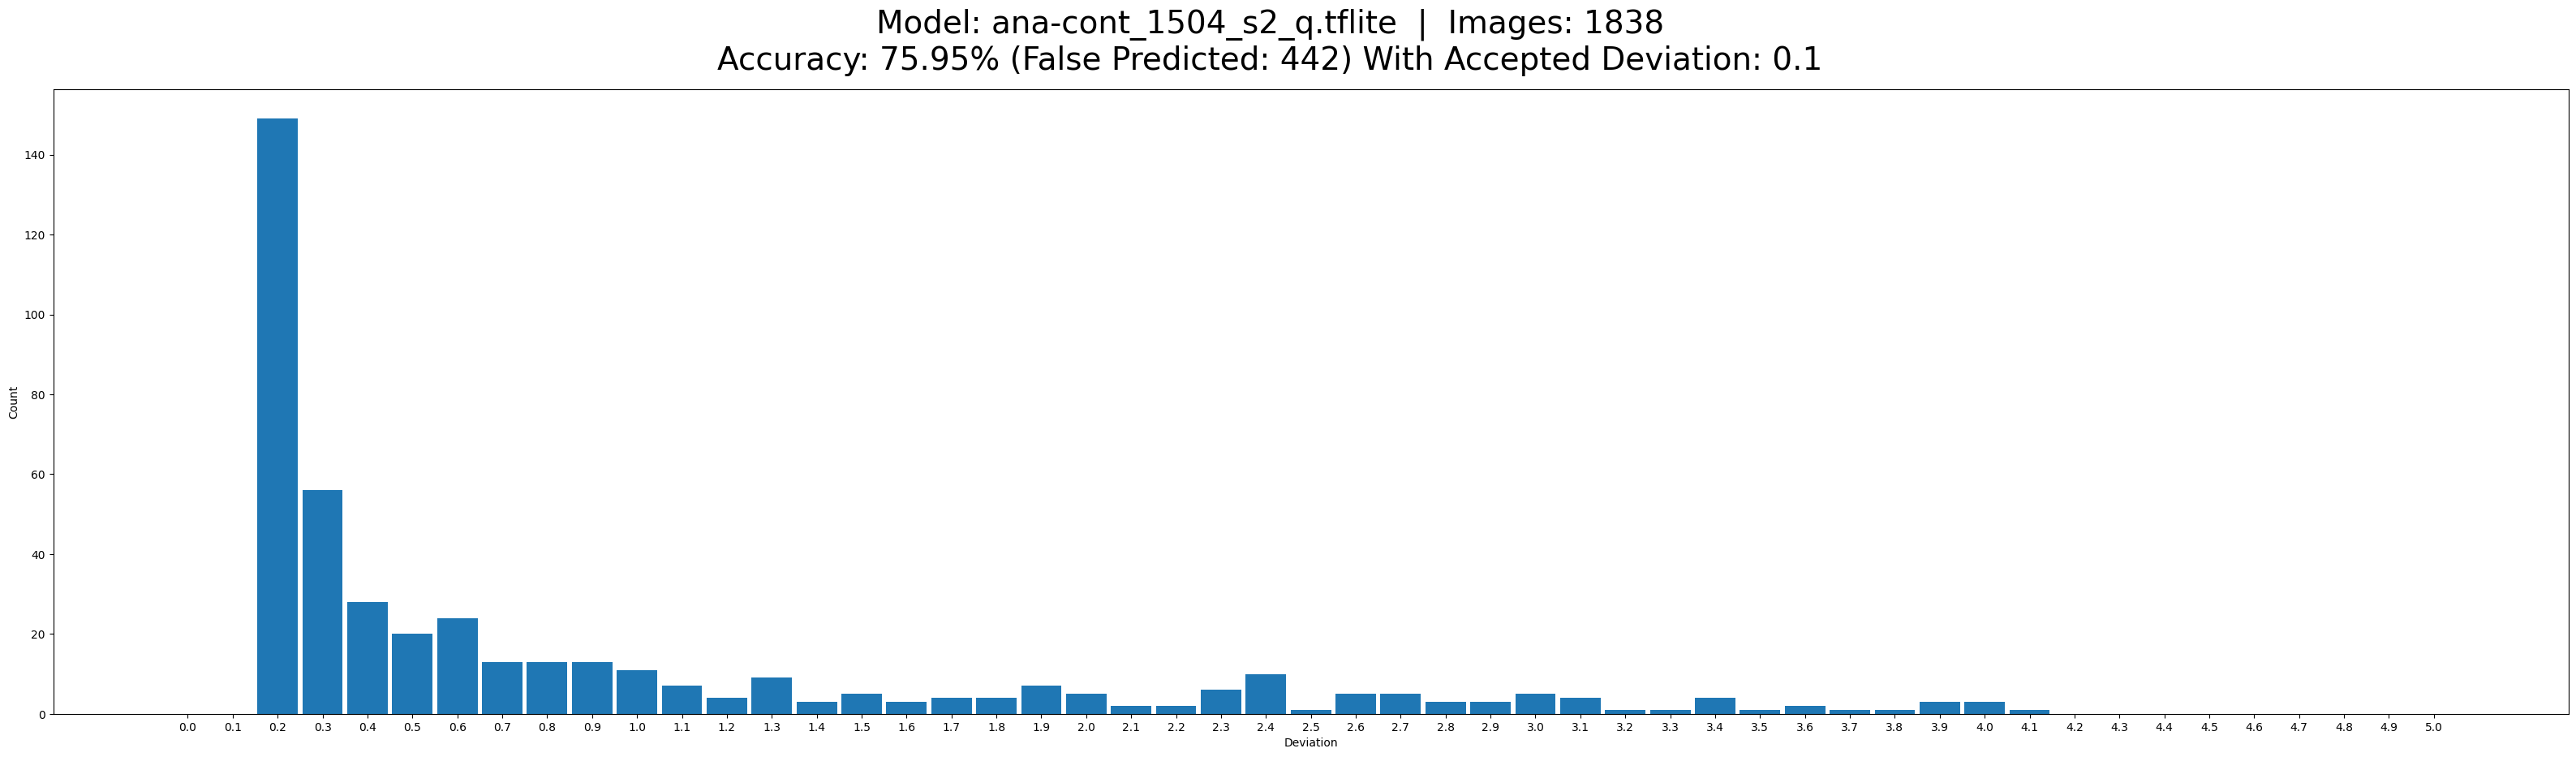 Model: ana-cont_1504_s2_q.tflite | Images: 1838
Accuracy: 75.95% (False Predicted: 442) With Accepted Deviation: 0.1
140
120
100
80
60
40
20
0
Count
0.0 0.1 0.2 0.3 0.4 0.5 0.6 0.7 0.8 0.9 1.0 1.1 1.2 1.3 1.4 1.5 1.6 1.7 1.8 1.9 2.0 2.1 2.2 2.3 2.4 2.5 2.6 2.7 2.8 2.9 3.0 3.1 3.2 3.3 3.4 3.5 3.6 3.7 3.8 3.9 4.0 4.1 4.2 4.3 4.4 4.5 4.6 4.7 4.8 4.9 5.0
Deviation